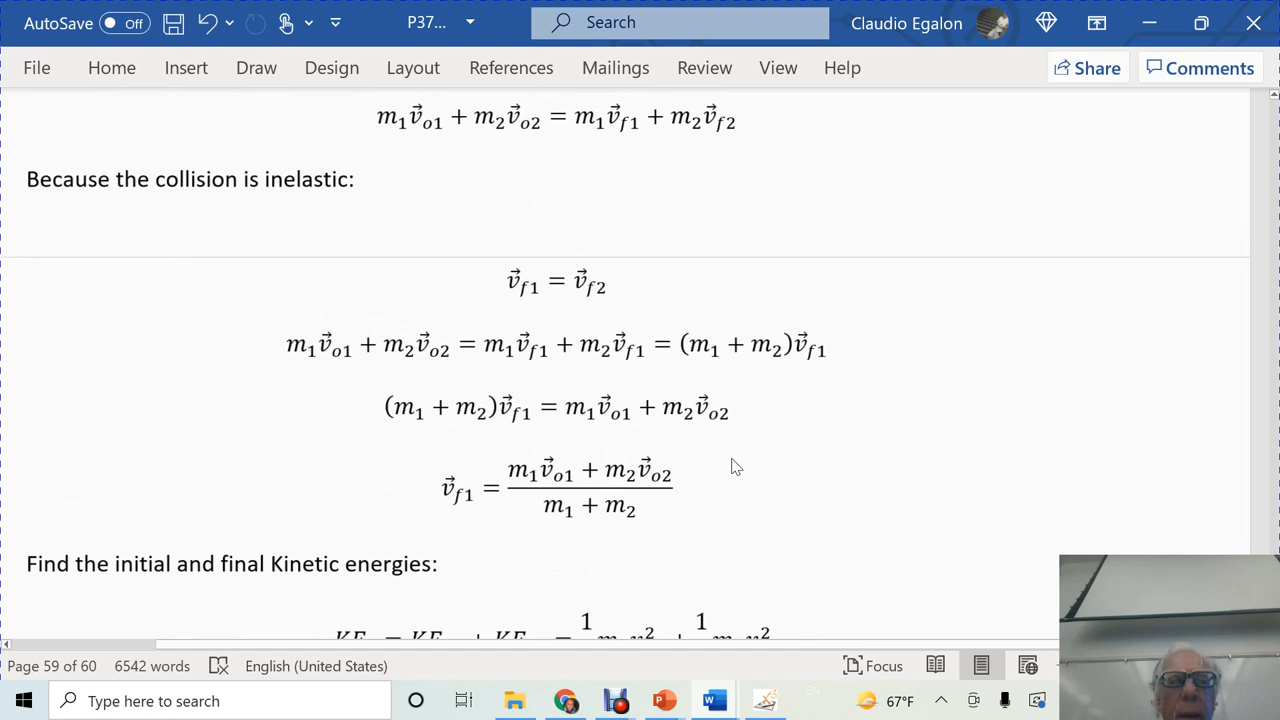 AutoSave Off P37... Search Claudio Egalon
File Home Insert Draw Design Layout References Mailings Review View Help Share Comments
m₁v⃗ₒ₁ + m₂v⃗ₒ₂ = m₁v⃗f₁ + m₂v⃗f₂
Because the collision is inelastic:
v⃗f₁ = v⃗f₂
m₁v⃗ₒ₁ + m₂v⃗ₒ₂ = m₁v⃗f₁ + m₂v⃗f₁ = (m₁ + m₂)v⃗f₁
(m₁ + m₂)v⃗f₁ = m₁v⃗ₒ₁ + m₂v⃗ₒ₂
v⃗f₁ = (m₁v⃗ₒ₁ + m₂v⃗ₒ₂) / (m₁ + m₂)
Find the initial and final Kinetic energies:
Page 59 of 60 6542 words English (United States) Focus
Type here to search 67°F